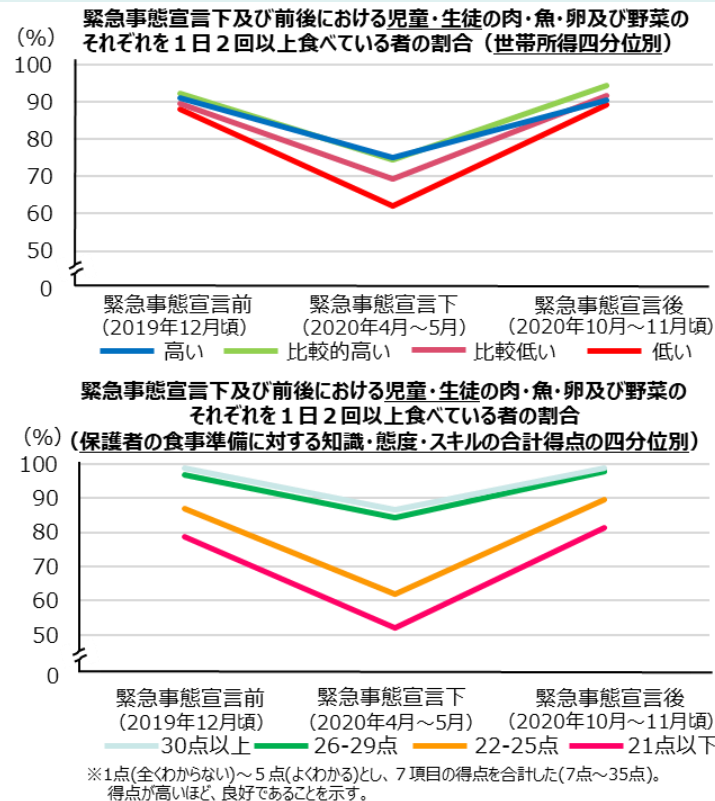 緊急事態宣言下及び前後における児童・生徒の肉・魚・卵及び野菜の
それぞれを１日２回以上食べている者の割合（世帯所得四分位別）
（%）
100
90
80
70
60
50
0
緊急事態宣言前 緊急事態宣言下 緊急事態宣言後
（2019年12月頃） （2020年4月～5月） （2020年10月～11月頃）
高い 比較的高い 比較低い 低い
緊急事態宣言下及び前後における児童・生徒の肉・魚・卵及び野菜の
それぞれを１日２回以上食べている者の割合
（%）
（保護者の食事準備に対する知識・態度・スキルの合計得点の四分位別）
100
90
80
70
60
50
0
緊急事態宣言前 緊急事態宣言下 緊急事態宣言後
（2019年12月頃） （2020年4月～5月） （2020年10月～11月頃）
30点以上 26-29点 22-25点 21点以下
※1点(全くわからない)～５点(よくわかる)とし、７項目の得点を合計した(7点～35点)。
得点が高いほど、良好であることを示す。